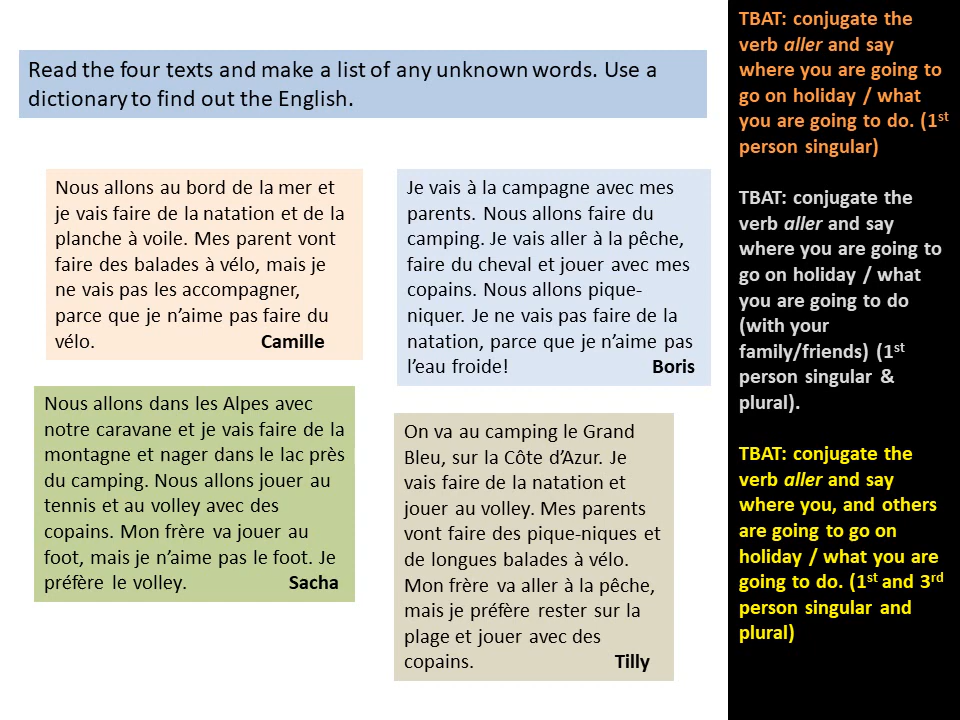 Read the four texts and make a list of any unknown words. Use a
dictionary to find out the English.
Nous allons au bord de la mer et
je vais faire de la natation et de la
planche à voile. Mes parent vont
faire des balades à vélo, mais je
ne vais pas les accompagner,
parce que je n’aime pas faire du
vélo. Camille
Je vais à la campagne avec mes
parents. Nous allons faire du
camping. Je vais aller à la pêche,
faire du cheval et jouer avec mes
copains. Nous allons pique-
niquer. Je ne vais pas faire de la
natation, parce que je n’aime pas
l’eau froide! Boris
Nous allons dans les Alpes avec
notre caravane et je vais faire de la
montagne et nager dans le lac près
du camping. Nous allons jouer au
tennis et au volley avec des
copains. Mon frère va jouer au
foot, mais je n’aime pas le foot. Je
préfère le volley. Sacha
On va au camping le Grand
Bleu, sur la Côte d’Azur. Je
vais faire de la natation et
jouer au volley. Mes parents
vont faire des pique-niques et
de longues balades à vélo.
Mon frère va aller à la pêche,
mais je préfère rester sur la
plage et jouer avec des
copains. Tilly
TBAT: conjugate the
verb aller and say
where you are going to
go on holiday / what
you are going to do. (1st
person singular)
TBAT: conjugate the
verb aller and say
where you are going to
go on holiday / what
you are going to do
(with your
family/friends) (1st
person singular &
plural).
TBAT: conjugate the
verb aller and say
where you, and others
are going to go on
holiday / what you are
going to do. (1st and 3rd
person singular and
plural)